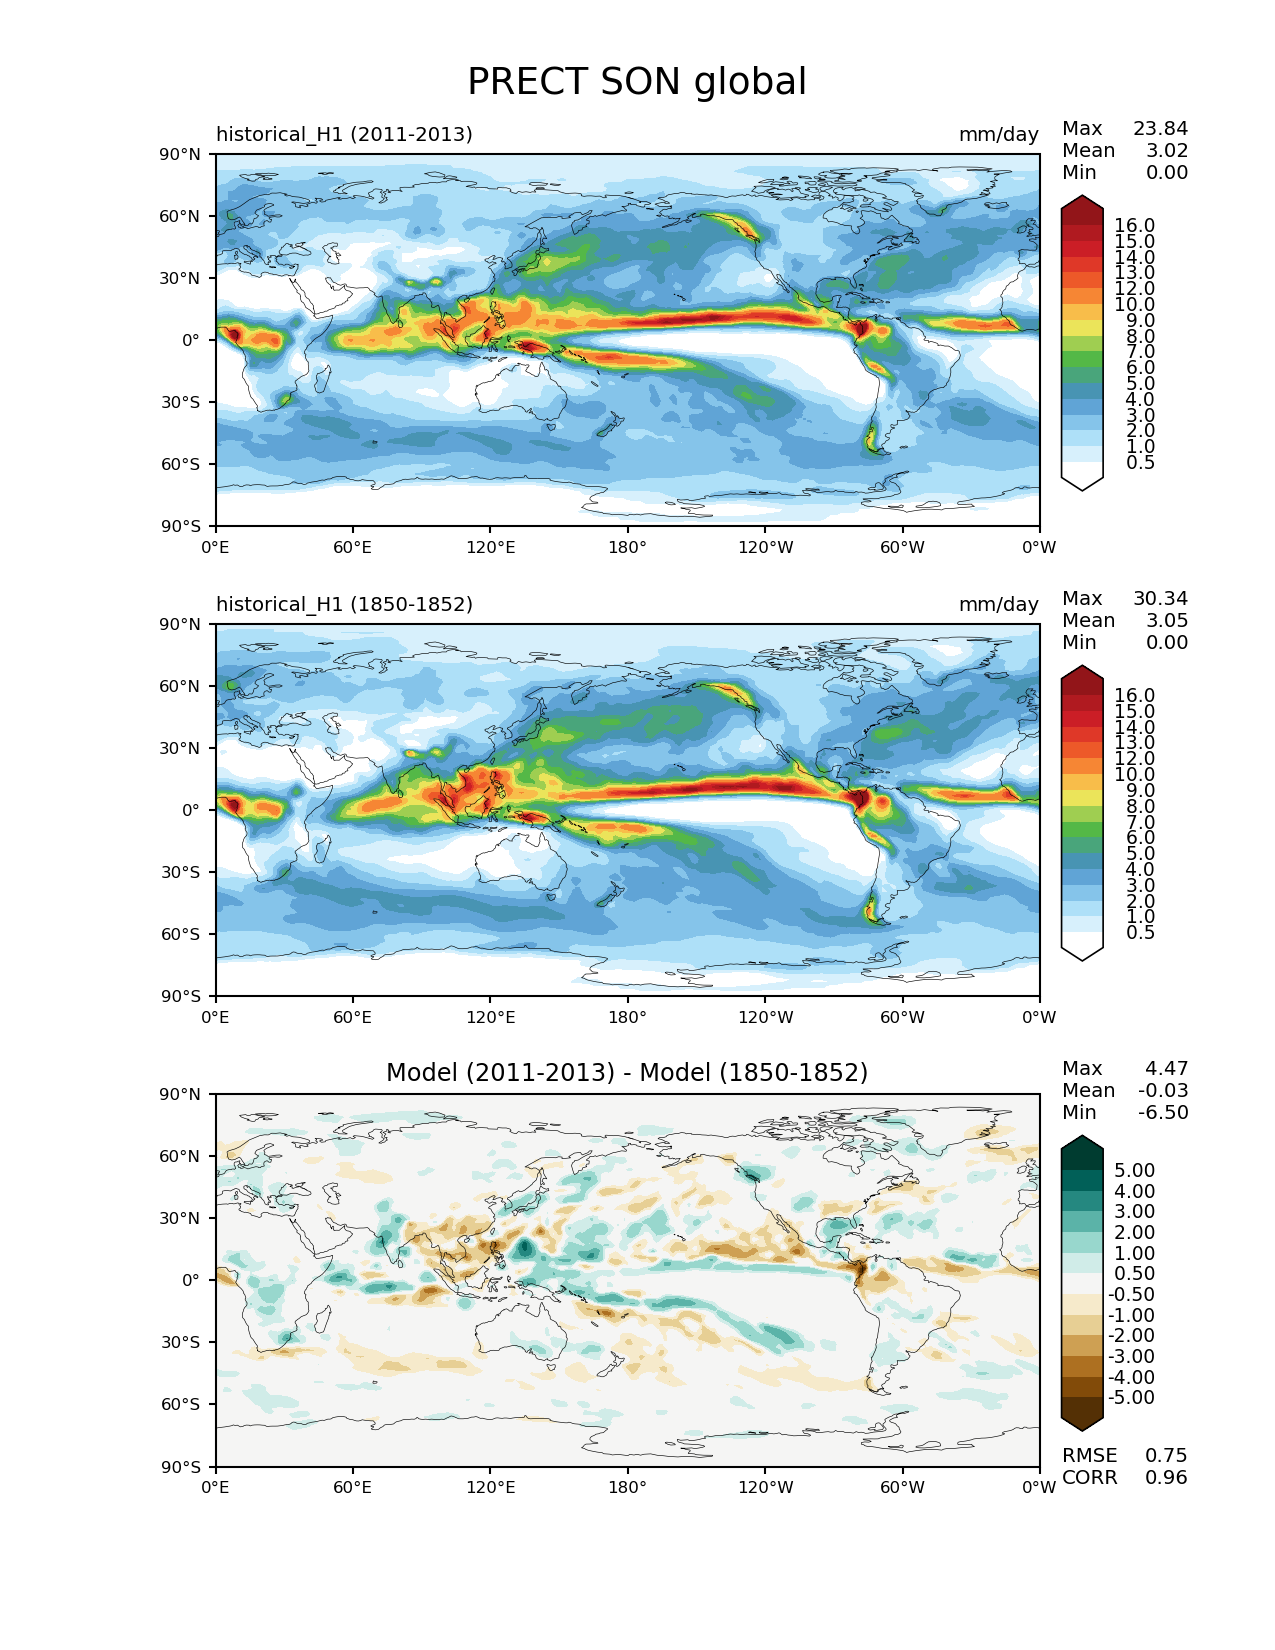 PRECT SON global
historical_H1 (2011-2013) mm/day
Max 23.84
Mean 3.02
Min 0.00
90°N
60°N
30°N
0°
30°S
60°S
90°S
0°E 60°E 120°E 180° 120°W 60°W 0°W
16.0
15.0
14.0
13.0
12.0
10.0
9.0
8.0
7.0
6.0
5.0
4.0
3.0
2.0
1.0
0.5
historical_H1 (1850-1852) mm/day
Max 30.34
Mean 3.05
Min 0.00
90°N
60°N
30°N
0°
30°S
60°S
90°S
0°E 60°E 120°E 180° 120°W 60°W 0°W
16.0
15.0
14.0
13.0
12.0
10.0
9.0
8.0
7.0
6.0
5.0
4.0
3.0
2.0
1.0
0.5
Model (2011-2013) - Model (1850-1852)
Max 4.47
Mean -0.03
Min -6.50
90°N
60°N
30°N
0°
30°S
60°S
90°S
0°E 60°E 120°E 180° 120°W 60°W 0°W
5.00
4.00
3.00
2.00
1.00
0.50
-0.50
-1.00
-2.00
-3.00
-4.00
-5.00
RMSE 0.75
CORR 0.96